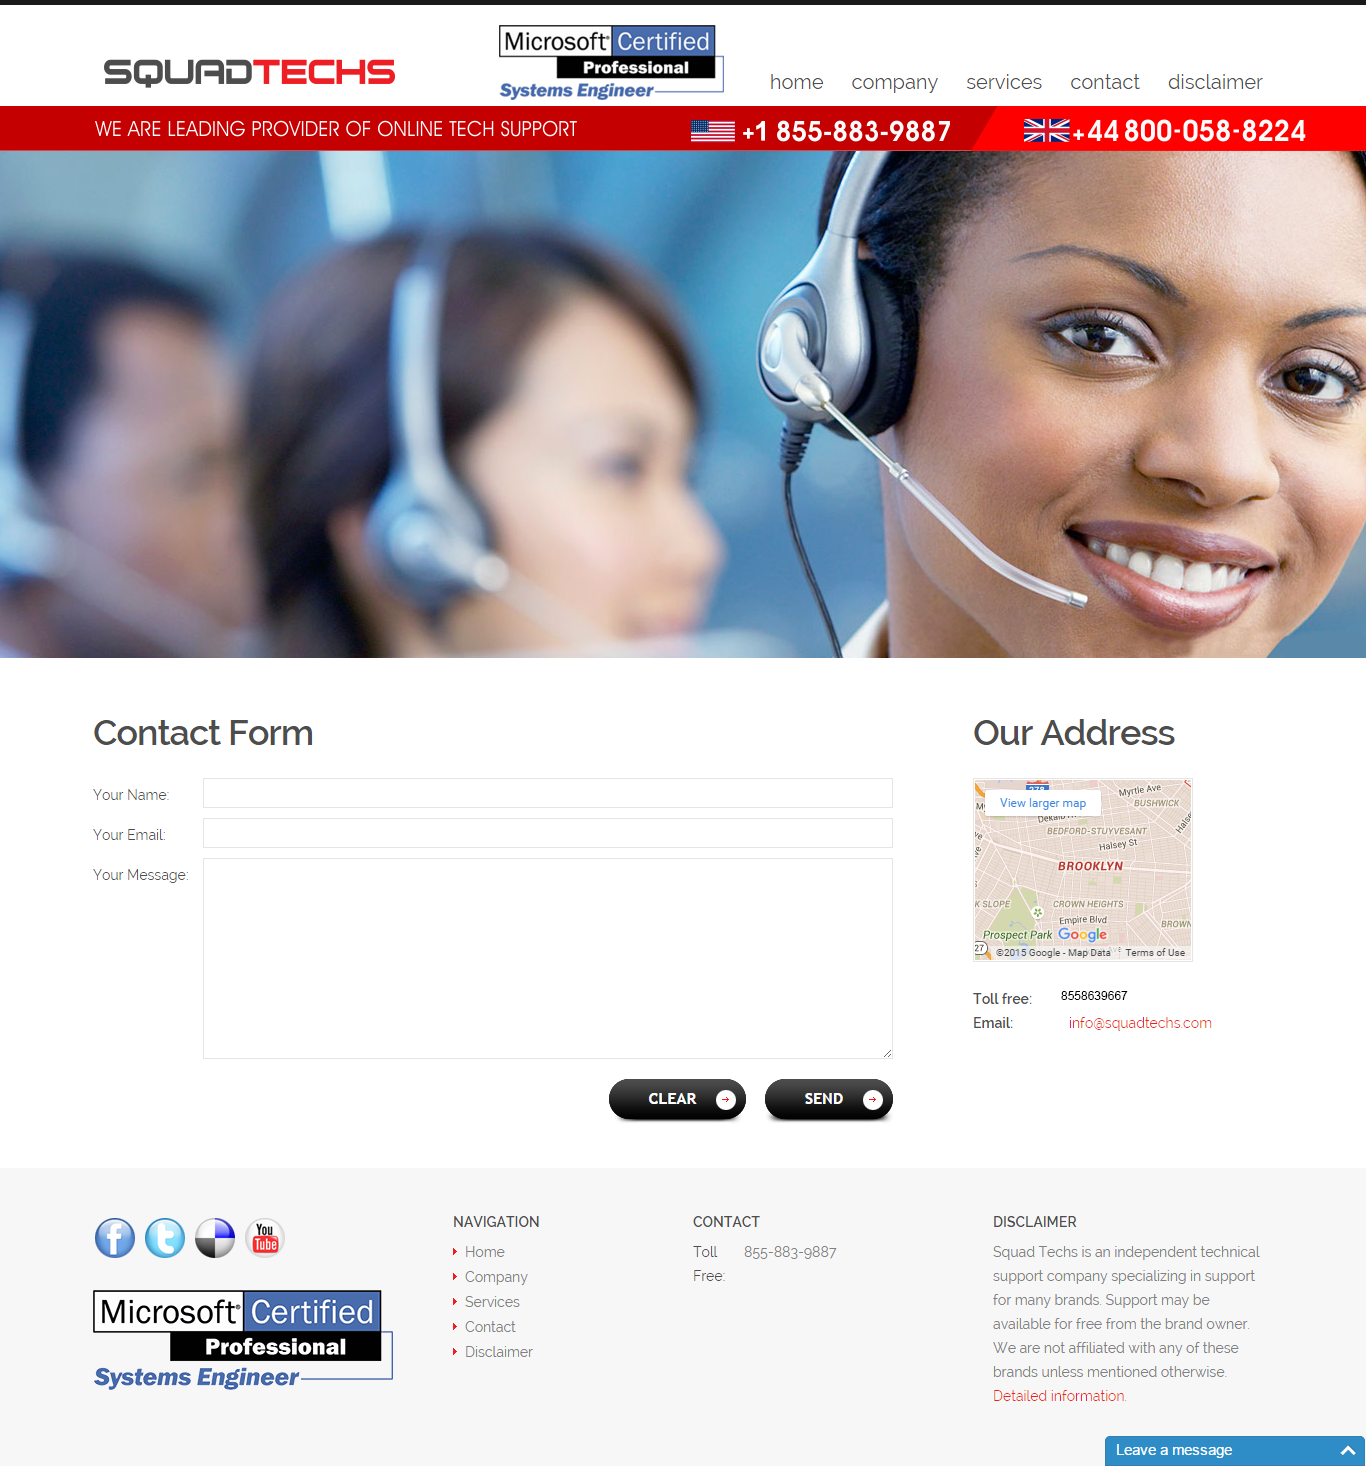 SQUADTECHS
Microsoft Certified
Professional
Systems Engineer
home company services contact disclaimer
WE ARE LEADING PROVIDER OF ONLINE TECH SUPPORT
+1 855-883-9887
+44 800-058-8224
Contact Form
Your Name:
Your Email:
Your Message:
CLEAR
SEND
Our Address
View larger map
278
Myrtle Ave
BUSHWICK
BEDFORD-STUYVESANT
Halsey St
BROOKLYN
K SLOPE
CROWN HEIGHTS
Empire Blvd
BROWN
Prospect Park
Google
27
©2015 Google - Map Data
Terms of Use
Toll free: 8558639667
Email: info@squadtechs.com
You
Tube
Microsoft Certified
Professional
Systems Engineer
NAVIGATION
Home
Company
Services
Contact
Disclaimer
CONTACT
Toll 855-883-9887
Free:
DISCLAIMER
Squad Techs is an independent technical
support company specializing in support
for many brands. Support may be
available for free from the brand owner.
We are not affiliated with any of these
brands unless mentioned otherwise.
Detailed information.
Leave a message